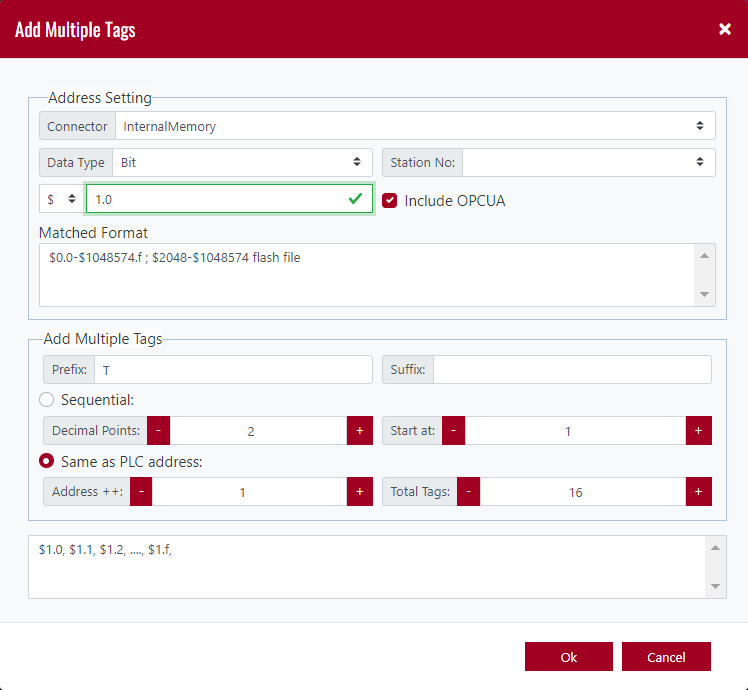 Add Multiple Tags
Address Setting
Connector InternalMemory
Data Type Bit Station No:
$ 1.0 Include OPCUA
Matched Format
$0.0-$1048574.f ; $2048-$1048574 flash file
Add Multiple Tags
Prefix: T Suffix:
Sequential:
Decimal Points: - 2 + Start at: - 1 +
Same as PLC address:
Address ++: - 1 + Total Tags: - 16 +
$1.0, $1.1, $1.2, ...., $1.f,
Ok Cancel